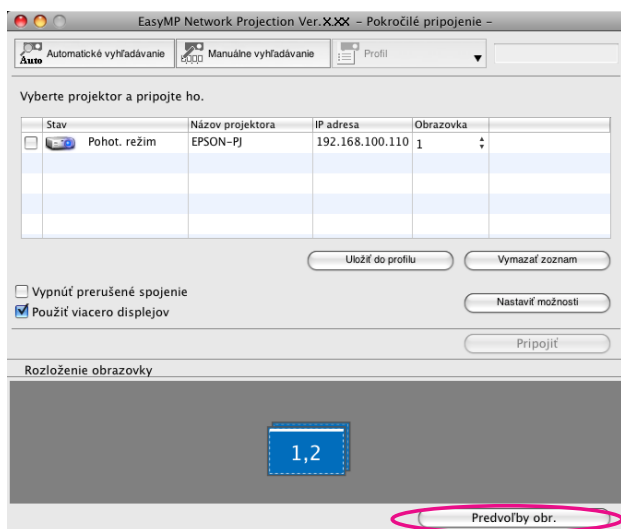 EasyMP Network Projection Ver.X.XX – Pokročilé pripojenie –
Auto Automatické vyhľadávanie Manuálne vyhľadávanie Profil
Vyberte projektor a pripojte ho.
Stav Názov projektora IP adresa Obrazovka
Pohot. režim EPSON-PJ 192.168.100.110 1
Uložiť do profilu Vymazať zoznam
Vypnúť prerušené spojenie
Nastaviť možnosti
Použiť viacero displejov
Pripojiť
Rozloženie obrazovky
1,2
Predvoľby obr.